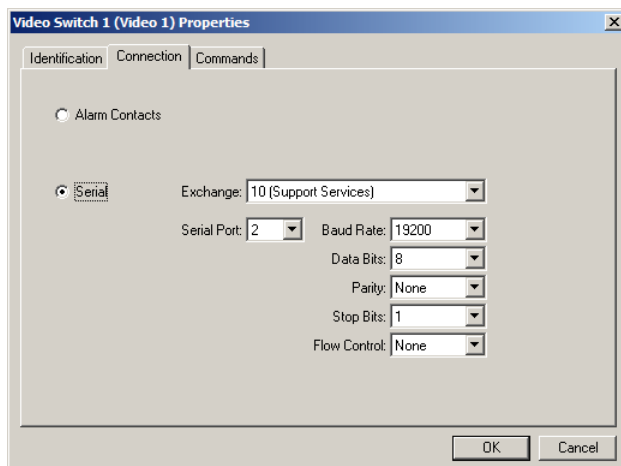 Video Switch 1 (Video 1) Properties
Identification Connection Commands
Alarm Contacts
Serial Exchange: 10 (Support Services)
Serial Port: 2 Baud Rate: 19200
Data Bits: 8
Parity: None
Stop Bits: 1
Flow Control: None
OK Cancel